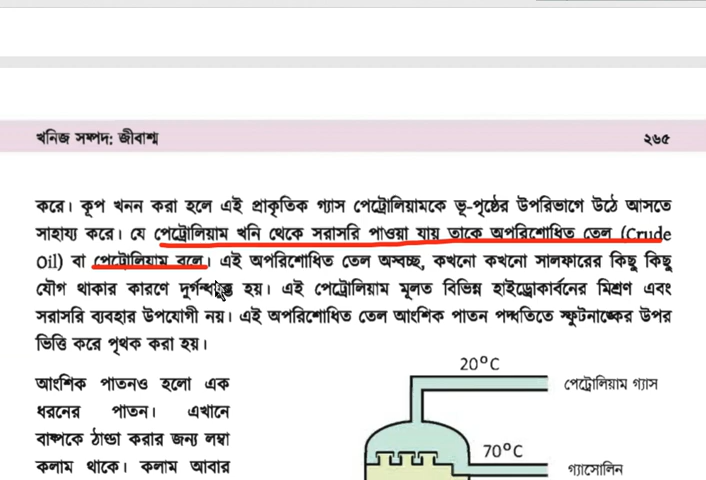 খনিজ সম্পদ: জীবাশ্ম
২৬৫
করে। কূপ খনন করা হলে এই প্রাকৃতিক গ্যাস পেট্রোলিয়ামকে ভূ-পৃষ্ঠের উপরিভাগে উঠে আসতে
সাহায্য করে। যে পেট্রোলিয়াম খনি থেকে সরাসরি পাওয়া যায় তাকে অপরিশোধিত তেল (Crude
Oil) বা পেট্রোলিয়াম বলে। এই অপরিশোধিত তেল অস্বচ্ছ, কখনো কখনো সালফারের কিছু কিছু
যৌগ থাকার কারণে দুর্গন্ধযুক্ত হয়। এই পেট্রোলিয়াম মূলত বিভিন্ন হাইড্রোকার্বনের মিশ্রণ এবং
সরাসরি ব্যবহার উপযোগী নয়। এই অপরিশোধিত তেল আংশিক পাতন পদ্ধতিতে স্ফুটনাঙ্কের উপর
ভিত্তি করে পৃথক করা হয়।
আংশিক পাতনও হলো এক
ধরনের পাতন। এখানে
বাষ্পকে ঠাণ্ডা করার জন্য লম্বা
কলাম থাকে। কলাম আবার
20°C
পেট্রোলিয়াম গ্যাস
70°C
গ্যাসোলিন